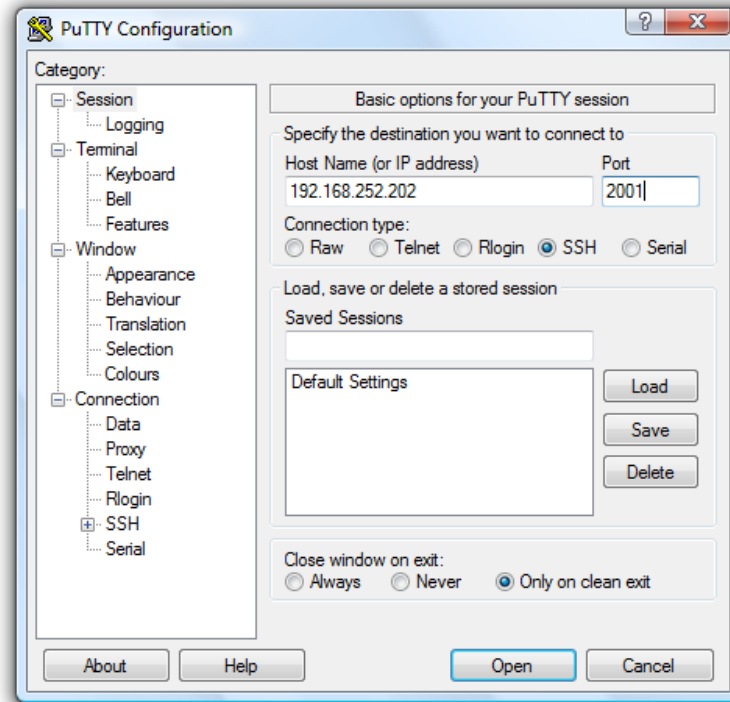 PuTTY Configuration
?
X
Category:
Session
Logging
Terminal
Keyboard
Bell
Features
Window
Appearance
Behaviour
Translation
Selection
Colours
Connection
Data
Proxy
Telnet
Rlogin
SSH
Serial
Basic options for your PuTTY session
Specify the destination you want to connect to
Host Name (or IP address) Port
192.168.252.202 2001
Connection type:
Raw Telnet Rlogin SSH Serial
Load, save or delete a stored session
Saved Sessions
Default Settings
Load
Save
Delete
Close window on exit:
Always Never Only on clean exit
About Help Open Cancel